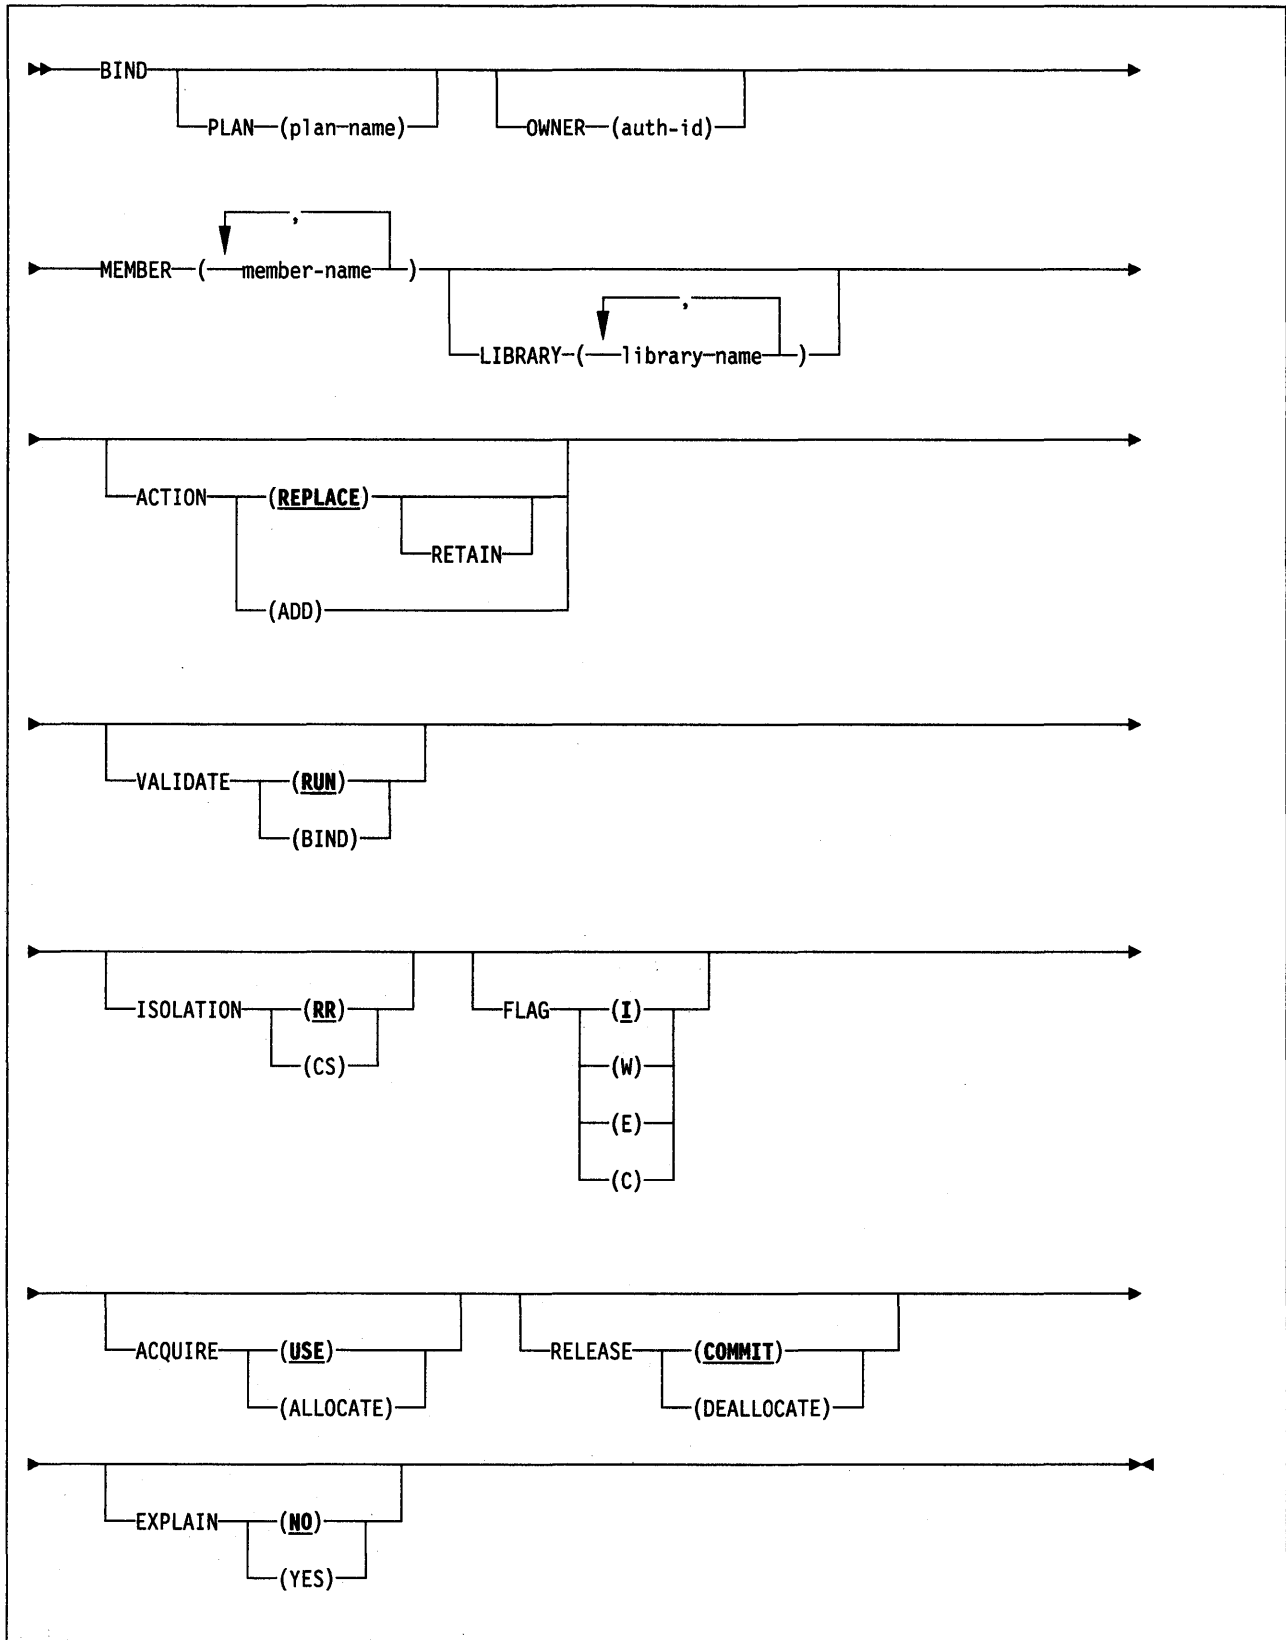 BIND
PLAN (plan-name) OWNER (auth-id)
,
MEMBER ( member-name )
,
LIBRARY ( library-name )
ACTION (REPLACE)
RETAIN
(ADD)
VALIDATE (RUN)
(BIND)
ISOLATION (RR) FLAG (I)
(CS) (W)
(E)
(C)
ACQUIRE (USE) RELEASE (COMMIT)
(ALLOCATE) (DEALLOCATE)
EXPLAIN (NO)
(YES)